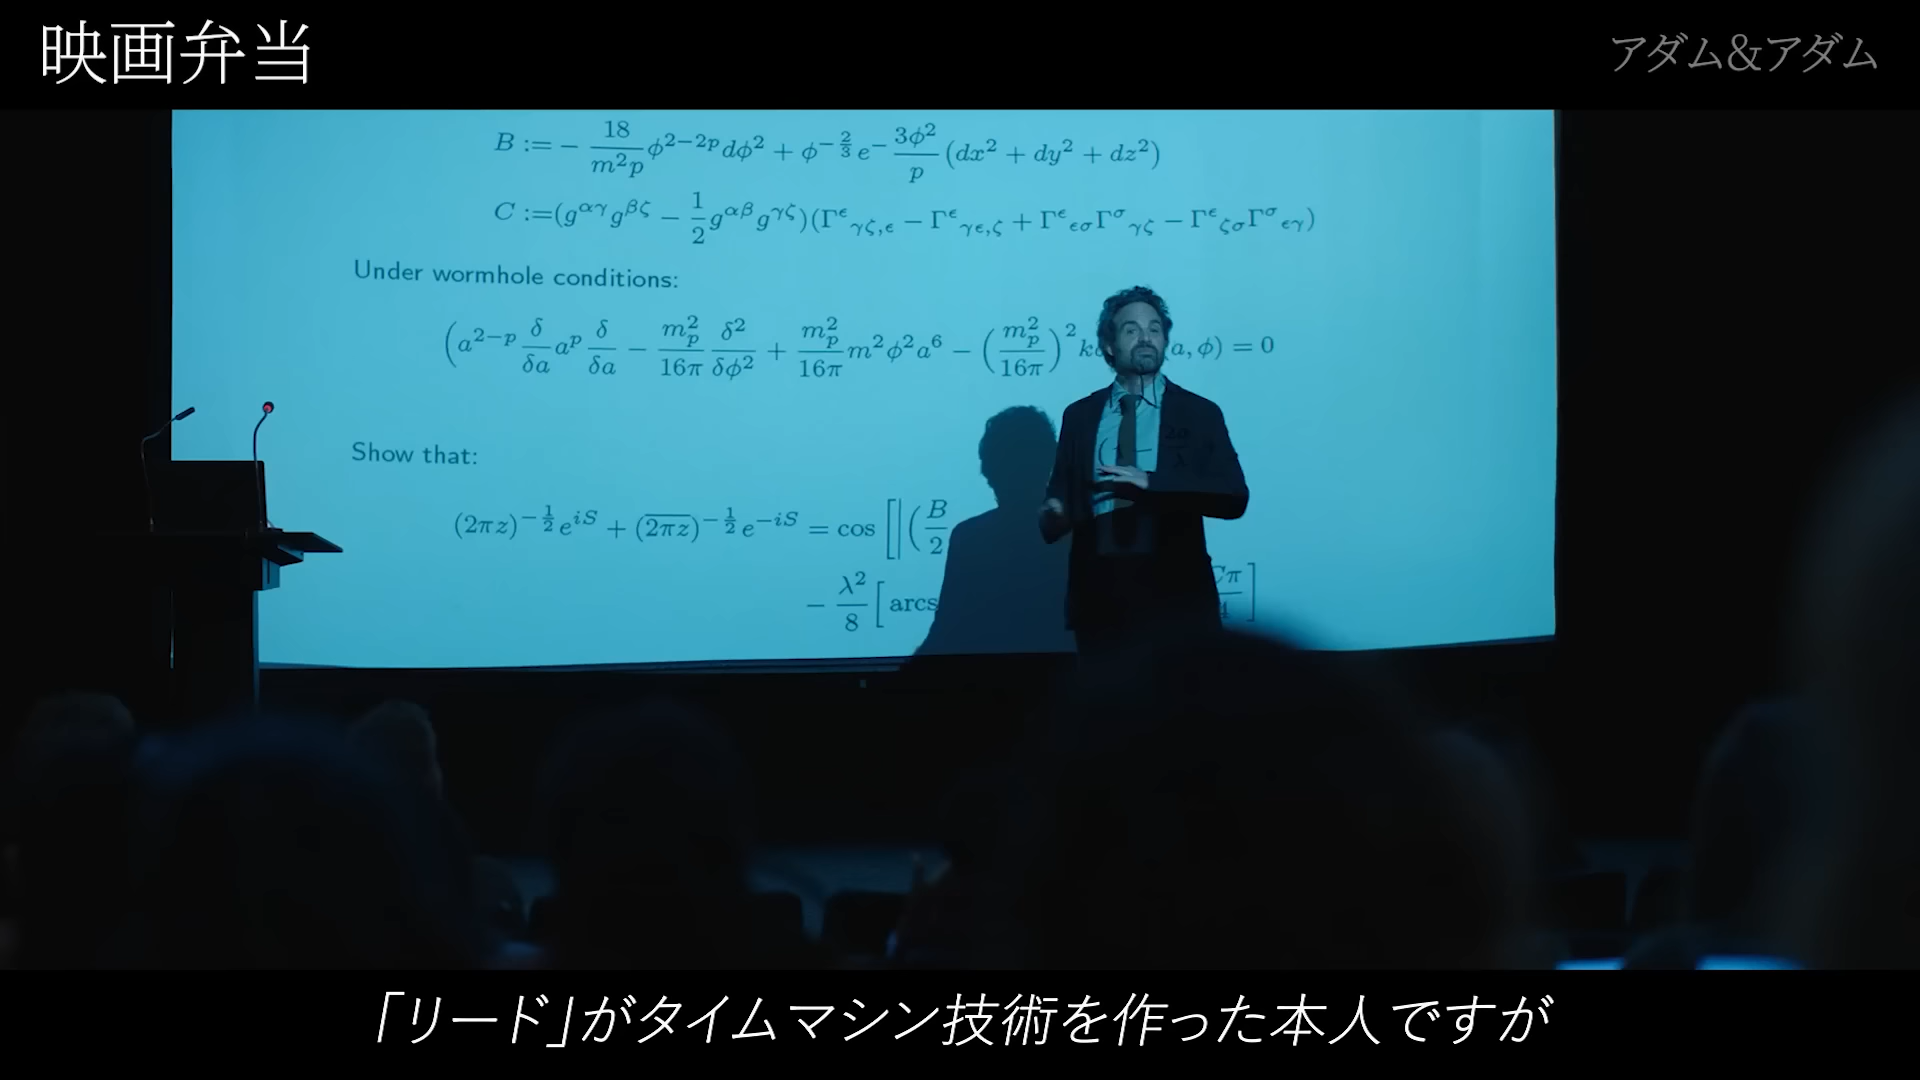 映画弁当
アダム&アダム
B := − 18/(m²p) ϕ^(2−2p) dϕ² + ϕ^(−2/3) e^− 3ϕ²/p (dx² + dy² + dz²)
C := (g^αγ g^βζ − 1/2 g^αβ g^γζ)(Γ^ϵ_γζ,ϵ − Γ^ϵ_γϵ,ζ + Γ^ϵ_ϵσ Γ^σ_γζ − Γ^ϵ_ζσ Γ^σ_ϵγ)
Under wormhole conditions:
(a^(2−p) δ/δa a^p δ/δa − m_p²/16π δ²/δϕ² + m_p²/16π m²ϕ²a⁶ − (m_p²/16π)² k a, ϕ) = 0
Show that:
(2πz)^(−1/2) e^(iS) + (\overline{2πz})^(−1/2) e^(−iS) = cos [|(B/2
− λ²/8 [arcs π/4]
「リード」がタイムマシン技術を作った本人ですが